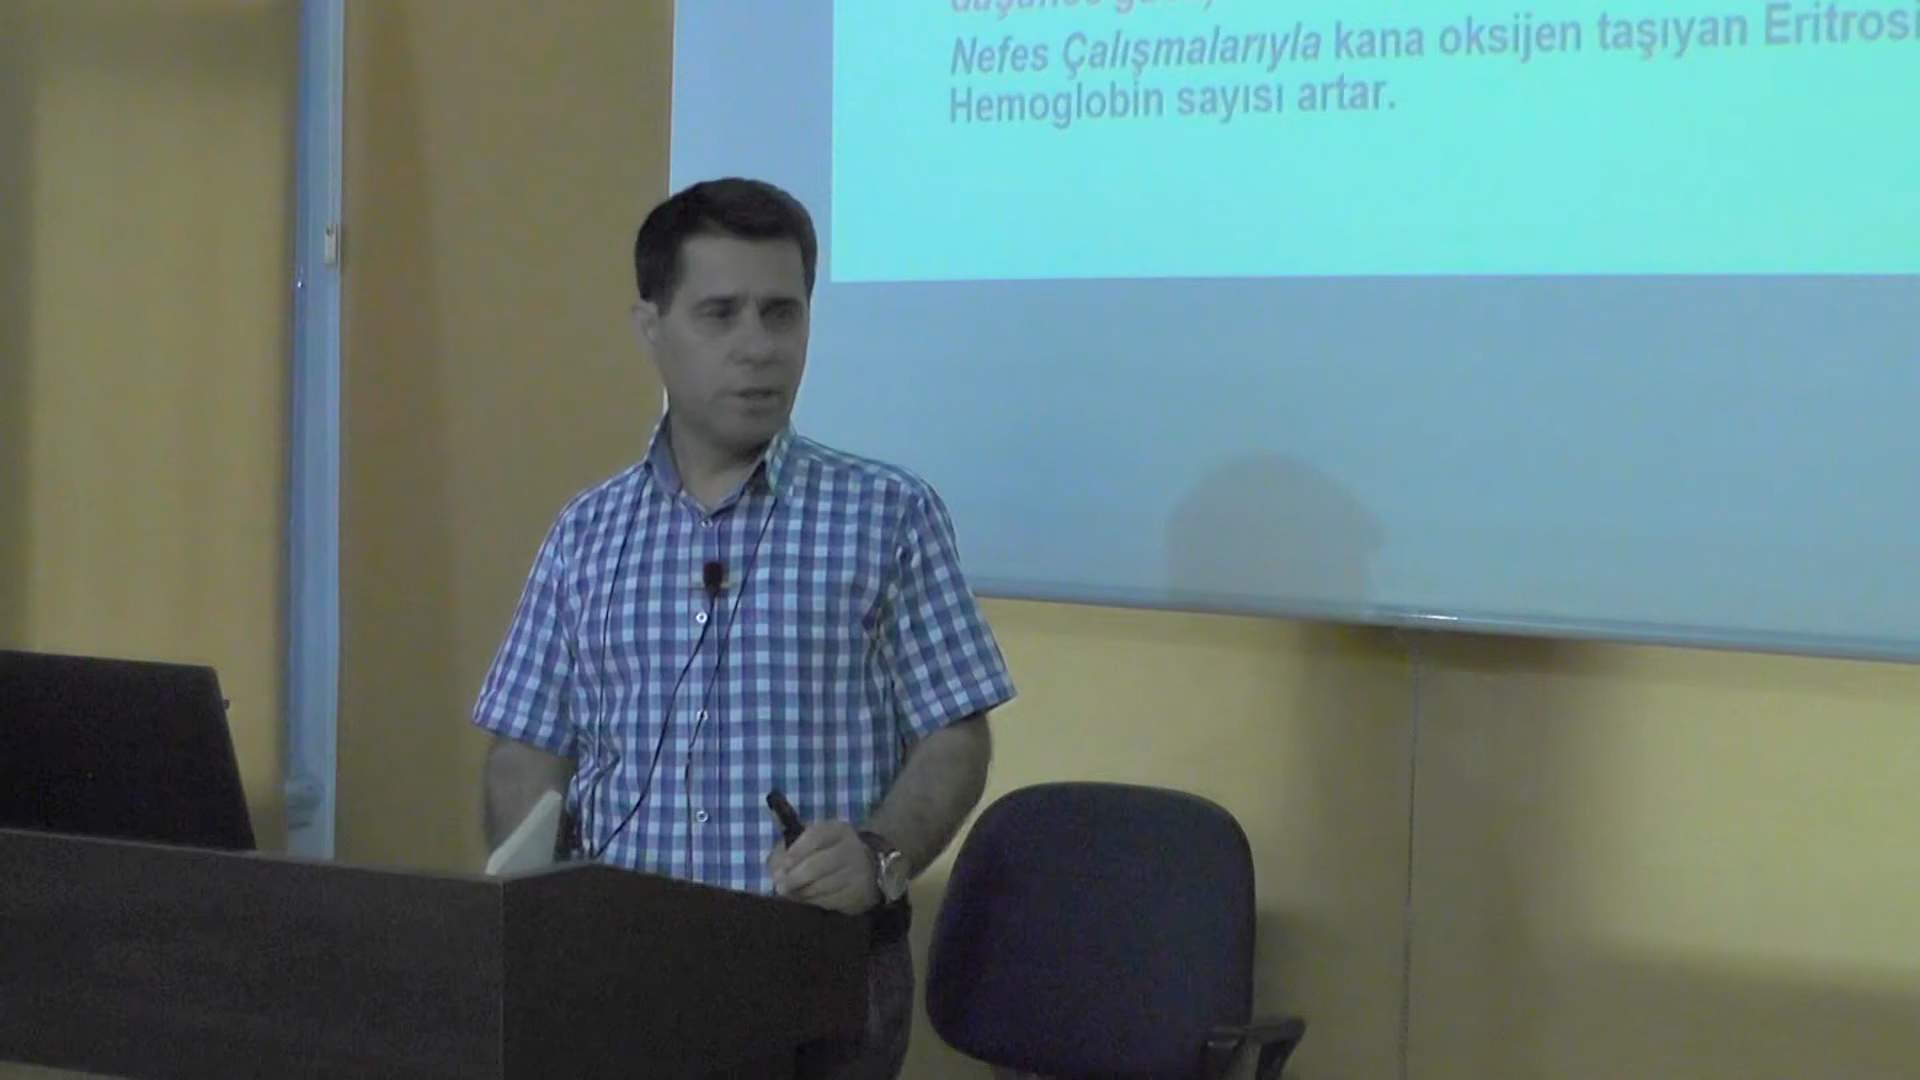 Nefes Çalışmalarıyla kana oksijen taşıyan
Hemoglobin sayısı artar.